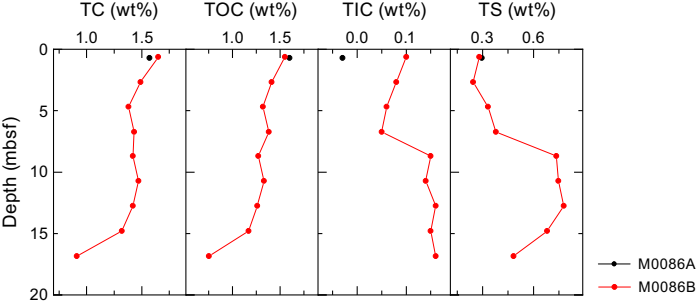 TC (wt%) TOC (wt%) TIC (wt%) TS (wt%)
1.0 1.5 1.0 1.5 0.0 0.1 0.3 0.6
0
5
10
15
20
Depth (mbsf)
M0086A
M0086B